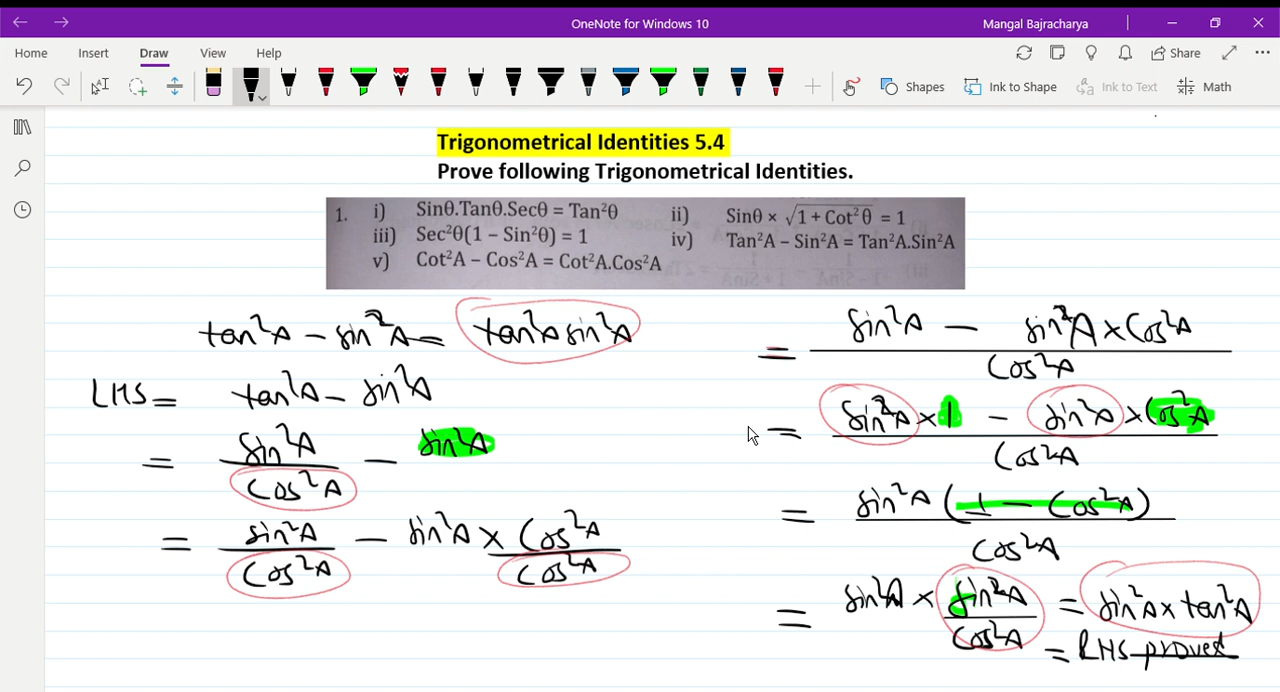 OneNote for Windows 10
Mangal Bajracharya
Home Insert Draw View Help
Share
Shapes Ink to Shape Ink to Text Math
Trigonometrical Identities 5.4
Prove following Trigonometrical Identities.
1. i) Sinθ.Tanθ.Secθ = Tan²θ ii) Sinθ × √1 + Cot²θ = 1
iii) Sec²θ(1 – Sin²θ) = 1 iv) Tan²A – Sin²A = Tan²A.Sin²A
v) Cot²A – Cos²A = Cot²A.Cos²A
tan²A – sin²A = tan²A sin²A
LHS = tan²A – sin²A
= sin²A / Cos²A – sin²A
= sin²A / Cos²A – sin²A × Cos²A / Cos²A
= sin²A – sin²A × Cos²A / Cos²A
= sin²A × 1 – sin²A × Cos²A / Cos²A
= sin²A (1 – Cos²A) / Cos²A
= sin²A × sin²A / Cos²A = sin²A × tan²A
= RHS proved